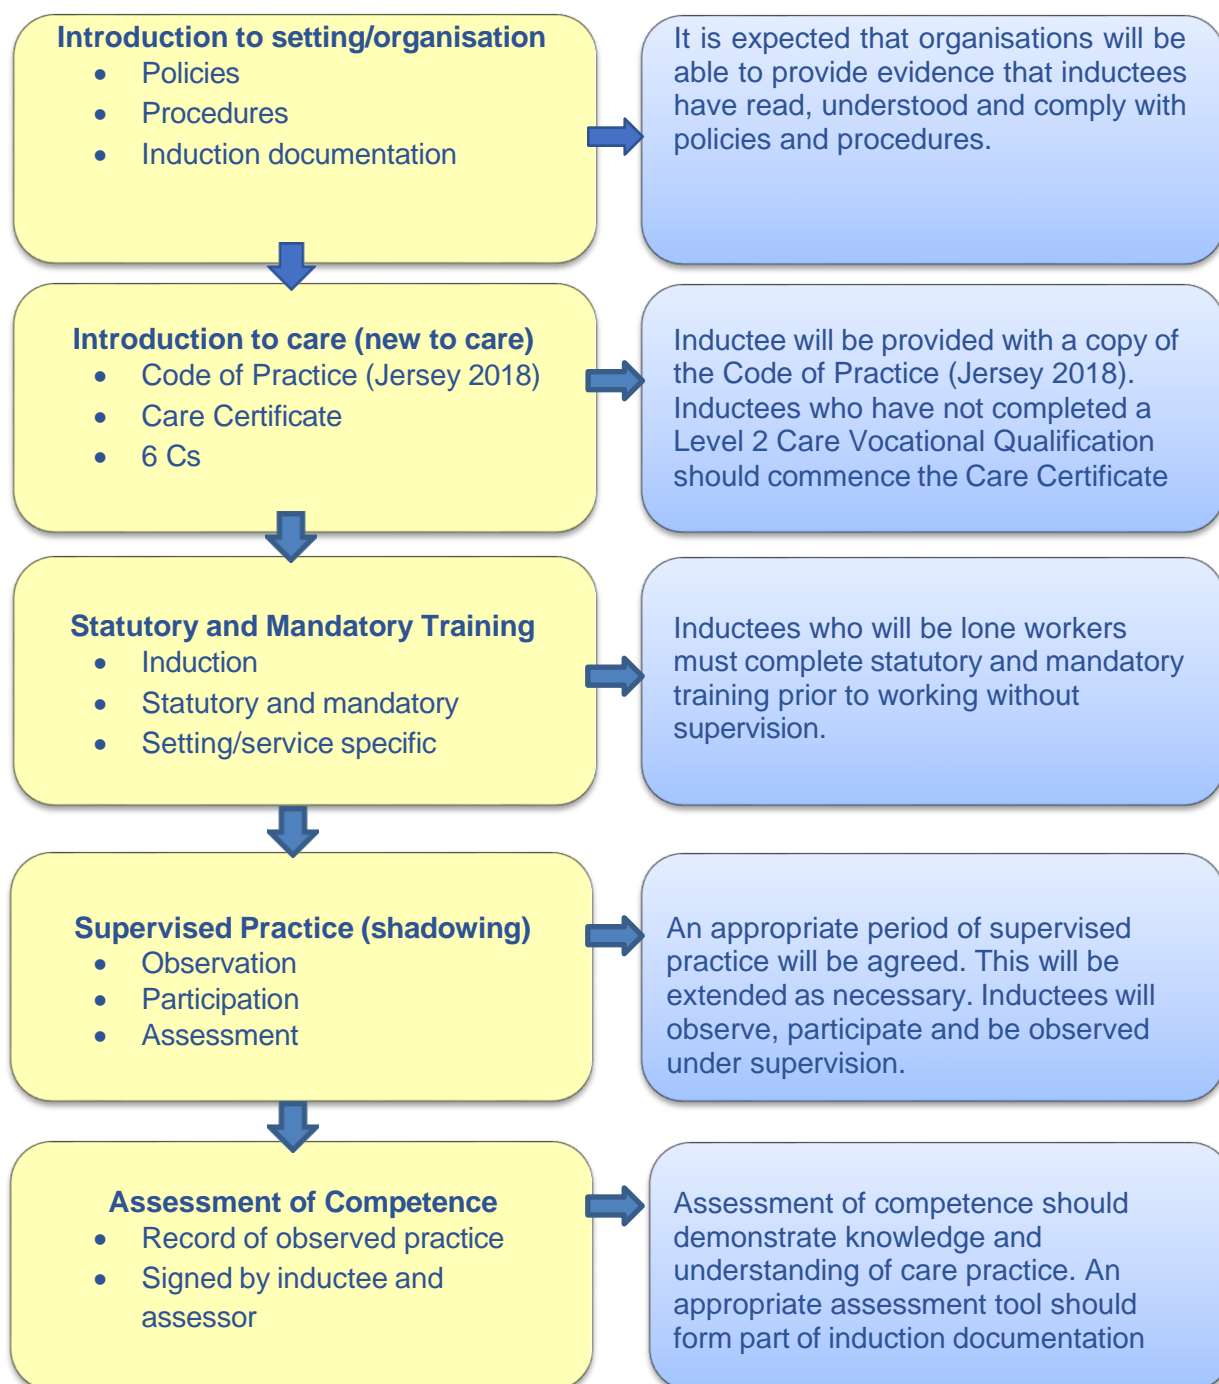 Introduction to setting/organisation
• Policies
• Procedures
• Induction documentation
It is expected that organisations will be
able to provide evidence that inductees
have read, understood and comply with
policies and procedures.
Introduction to care (new to care)
• Code of Practice (Jersey 2018)
• Care Certificate
• 6 Cs
Inductee will be provided with a copy of
the Code of Practice (Jersey 2018).
Inductees who have not completed a
Level 2 Care Vocational Qualification
should commence the Care Certificate
Statutory and Mandatory Training
• Induction
• Statutory and mandatory
• Setting/service specific
Inductees who will be lone workers
must complete statutory and mandatory
training prior to working without
supervision.
Supervised Practice (shadowing)
• Observation
• Participation
• Assessment
An appropriate period of supervised
practice will be agreed. This will be
extended as necessary. Inductees will
observe, participate and be observed
under supervision.
Assessment of Competence
• Record of observed practice
• Signed by inductee and
assessor
Assessment of competence should
demonstrate knowledge and
understanding of care practice. An
appropriate assessment tool should
form part of induction documentation